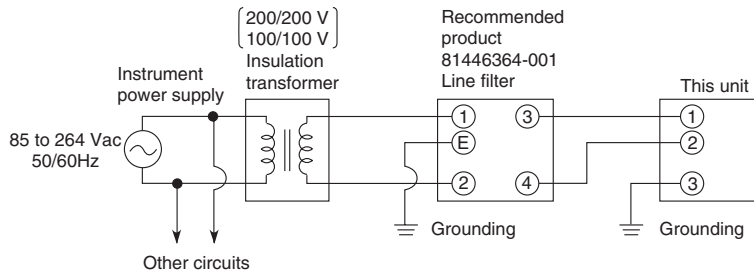 200/200 V
100/100 V
Insulation
transformer
Recommended
product
81446364-001
Line filter
Instrument
power supply
This unit
85 to 264 Vac
50/60Hz
1
E
2
3
4
1
2
3
Grounding
Grounding
Other circuits